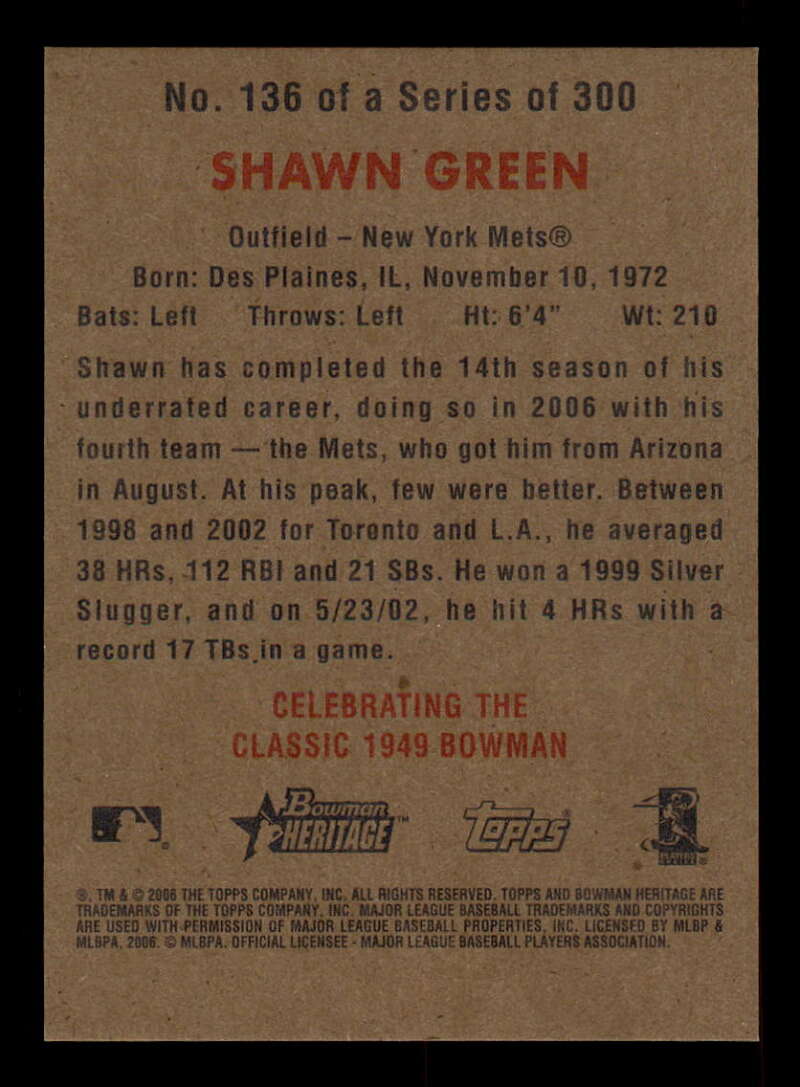 No. 136 of a Series of 300
SHAWN GREEN
Outfield – New York Mets®
Born: Des Plaines, IL, November 10, 1972
Bats: Left Throws: Left Ht: 6'4" Wt: 210
Shawn has completed the 14th season of his
underrated career, doing so in 2006 with his
fourth team — the Mets, who got him from Arizona
in August. At his peak, few were better. Between
1998 and 2002 for Toronto and L.A., he averaged
38 HRs, 112 RBI and 21 SBs. He won a 1999 Silver
Slugger, and on 5/23/02, he hit 4 HRs with a
record 17 TBs in a game.
CELEBRATING THE
CLASSIC 1949 BOWMAN
Bowman HERITAGE™ Topps®
®, TM & © 2006 THE TOPPS COMPANY, INC. ALL RIGHTS RESERVED. TOPPS AND BOWMAN HERITAGE ARE
TRADEMARKS OF THE TOPPS COMPANY, INC. MAJOR LEAGUE BASEBALL TRADEMARKS AND COPYRIGHTS
ARE USED WITH PERMISSION OF MAJOR LEAGUE BASEBALL PROPERTIES, INC. LICENSED BY MLBP &
MLBPA, 2006. © MLBPA. OFFICIAL LICENSEE - MAJOR LEAGUE BASEBALL PLAYERS ASSOCIATION.